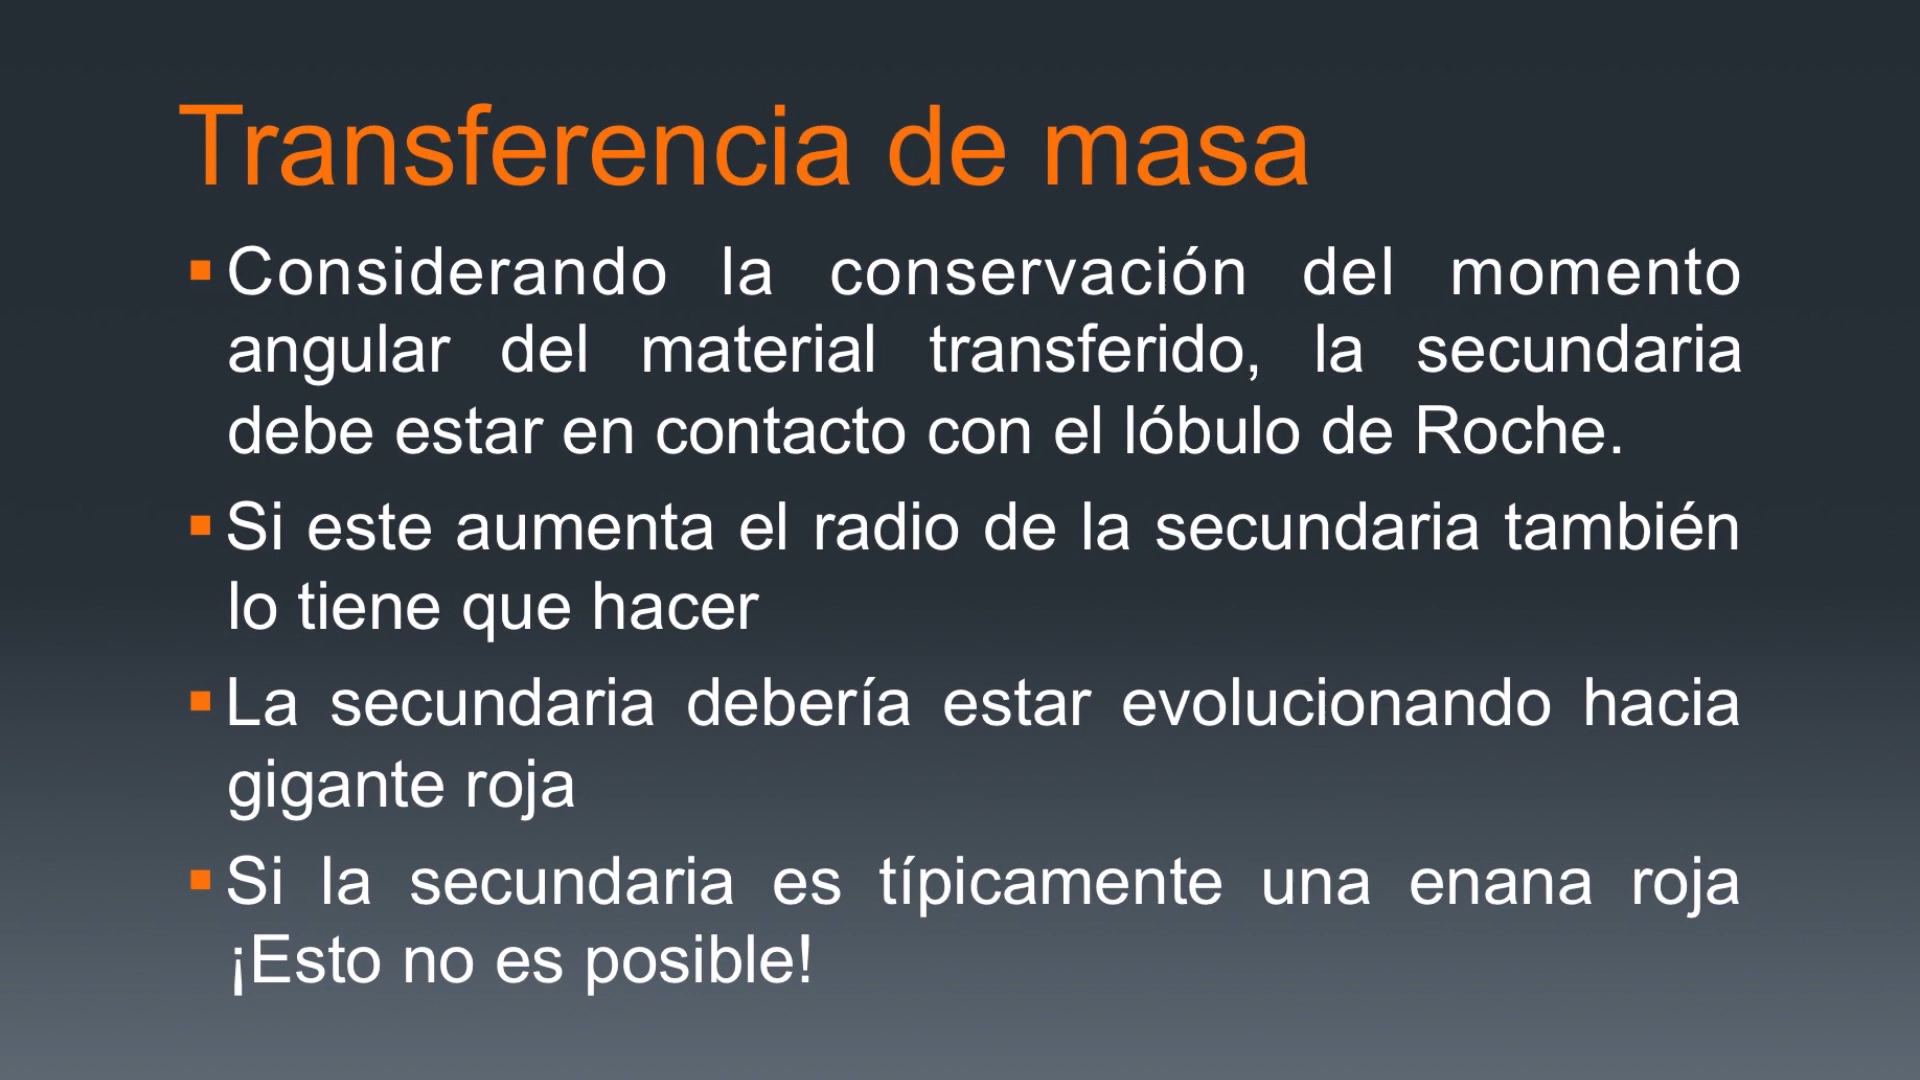 Transferencia de masa
Considerando la conservación del momento
angular del material transferido, la secundaria
debe estar en contacto con el lóbulo de Roche.
Si este aumenta el radio de la secundaria también
lo tiene que hacer
La secundaria debería estar evolucionando hacia
gigante roja
Si la secundaria es típicamente una enana roja
¡Esto no es posible!